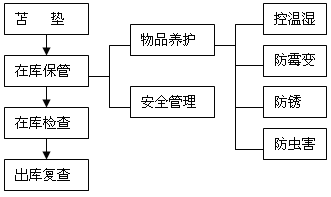 苫 垫
在库保管
在库检查
出库复查
物品养护
安全管理
控温湿
防霉变
防锈
防虫害